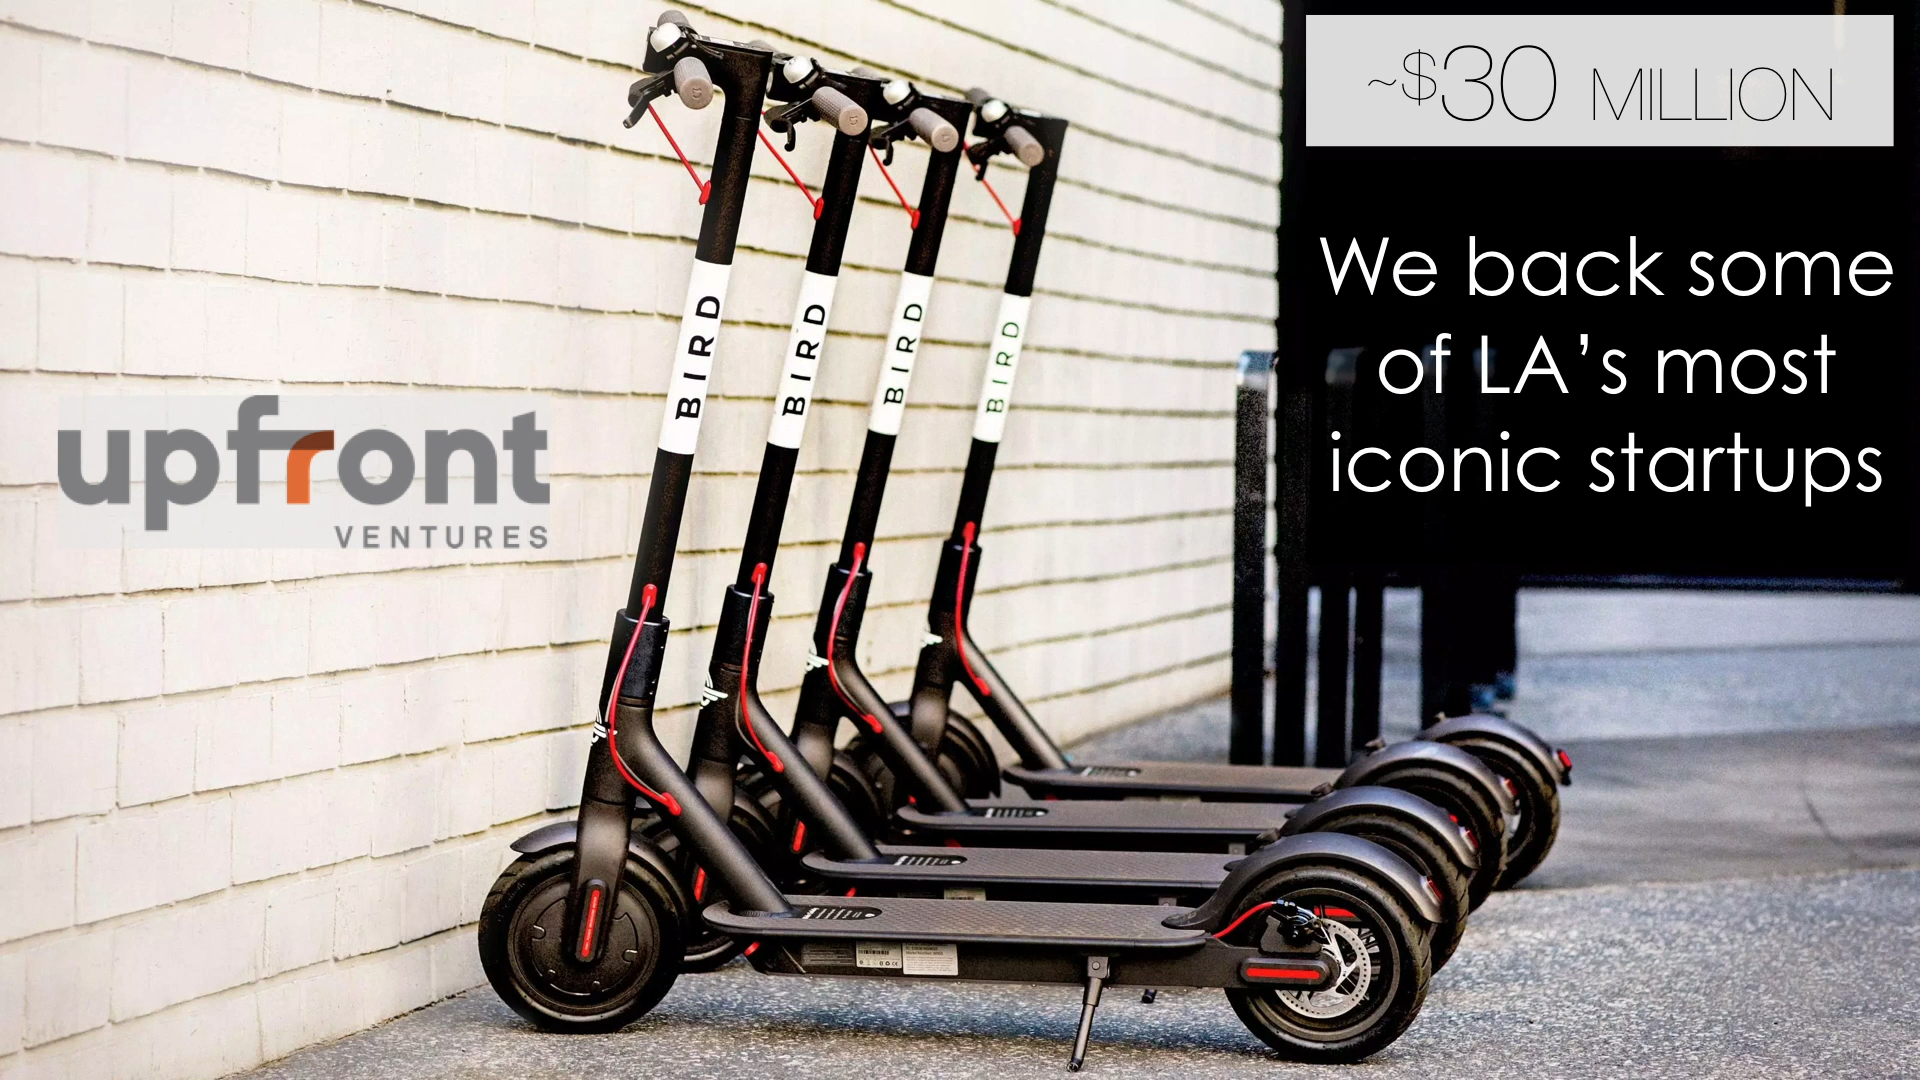 ~$30 MILLION
We back some
of LA’s most
iconic startups
upfront
VENTURES
BIRD
BIRD
BIRD
BIRD